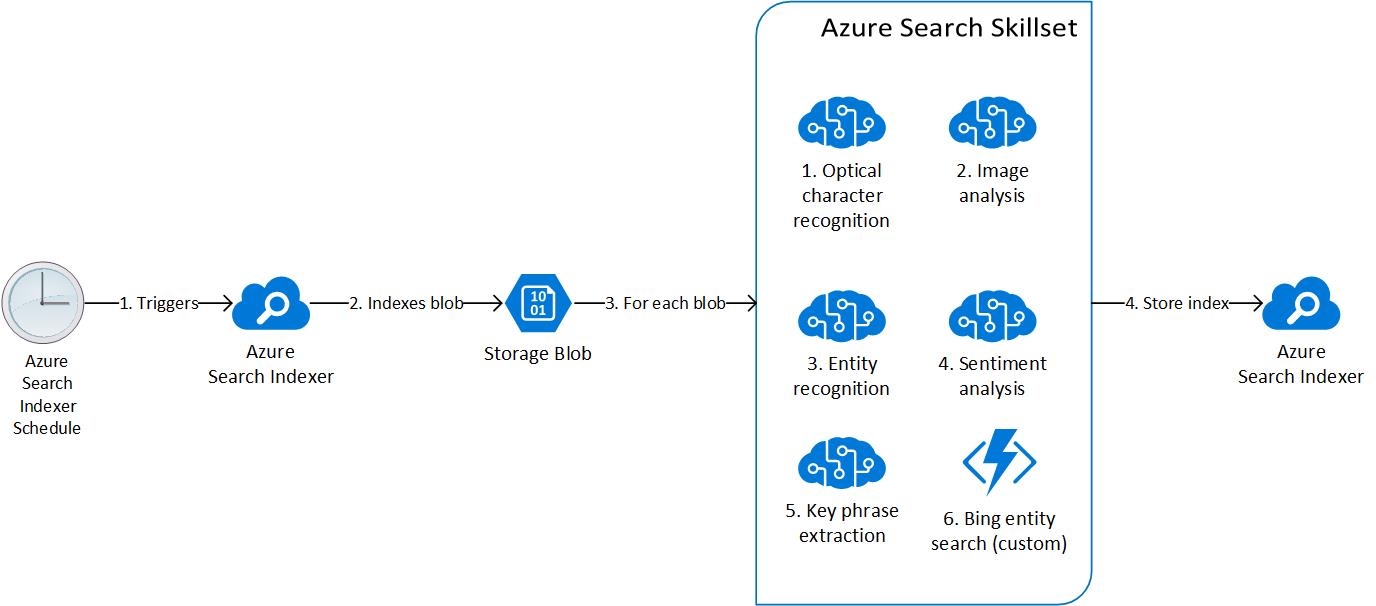 Azure Search Skillset
1. Optical
character
recognition
2. Image
analysis
3. Entity
recognition
4. Sentiment
analysis
5. Key phrase
extraction
6. Bing entity
search (custom)
Azure
Search
Indexer
Schedule
1. Triggers
Azure
Search Indexer
2. Indexes blob
10
01
Storage Blob
3. For each blob
4. Store index
Azure
Search Indexer